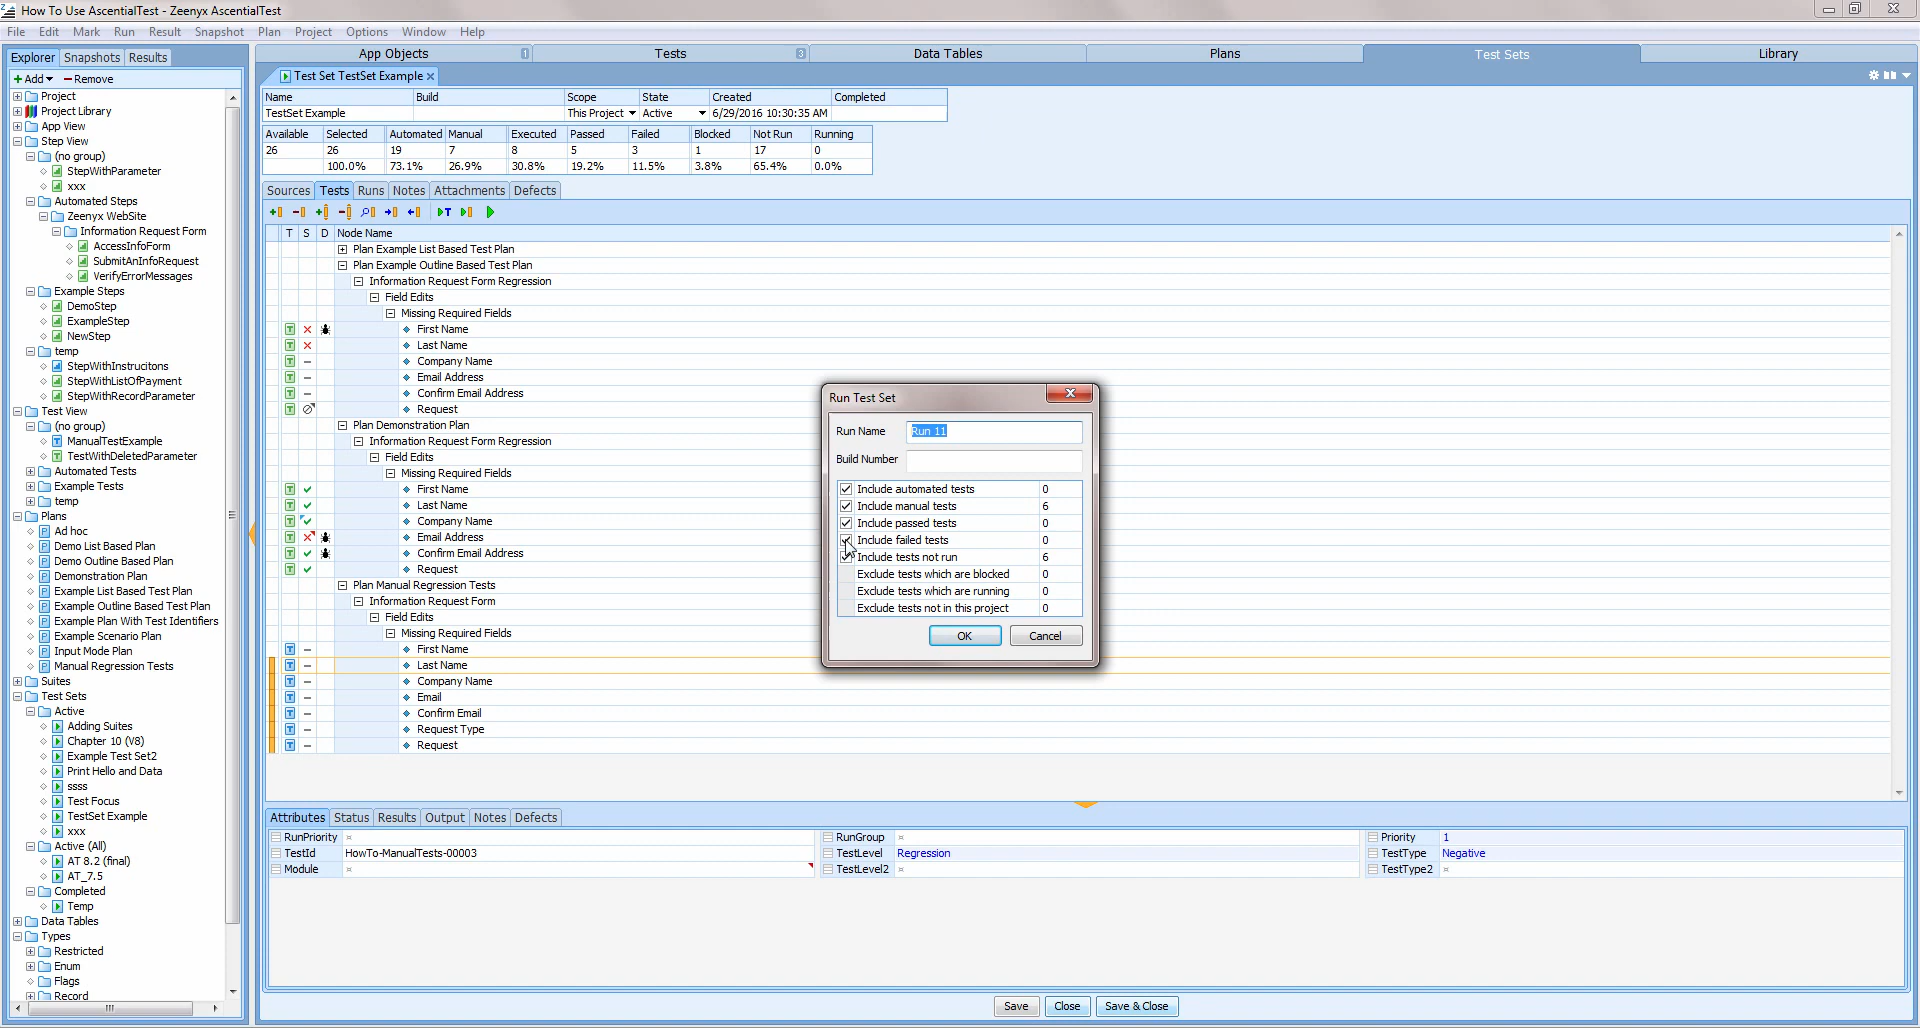 How To Use AscentialTest - Zeenyx AscentialTest
File Edit Mark Run Result Snapshot Plan Project Options Window Help
Explorer Snapshots Results
Add Remove
Project
Project Library
App View
Step View
(no group)
StepWithParameter
xxx
Automated Steps
Zeenyx WebSite
Information Request Form
AccessInfoForm
SubmitAnInfoRequest
VerifyErrorMessages
Example Steps
DemoStep
ExampleStep
NewStep
temp
StepWithInstrucitons
StepWithListOfPayment
StepWithRecordParameter
Test View
(no group)
ManualTestExample
TestWithDeletedParameter
Automated Tests
Example Tests
temp
Plans
Ad hoc
Demo List Based Plan
Demo Outline Based Plan
Demonstration Plan
Example List Based Test Plan
Example Outline Based Test Plan
Example Plan With Test Identifiers
Example Scenario Plan
Input Mode Plan
Manual Regression Tests
Suites
Test Sets
Active
Adding Suites
Chapter 10 (V8)
Example Test Set2
Print Hello and Data
ssss
Test Focus
TestSet Example
xxx
Active (All)
AT 8.2 (final)
AT_7.5
Completed
Temp
Data Tables
Types
Restricted
Enum
Flags
Record
App Objects 1 Tests 3 Data Tables Plans Test Sets Library
Test Set TestSet Example
Name Build Scope State Created Completed
TestSet Example This Project Active 6/29/2016 10:30:35 AM
Available Selected Automated Manual Executed Passed Failed Blocked Not Run Running
26 26 19 7 8 5 3 1 17 0
100.0% 73.1% 26.9% 30.8% 19.2% 11.5% 3.8% 65.4% 0.0%
Sources Tests Runs Notes Attachments Defects
T S D Node Name
Plan Example List Based Test Plan
Plan Example Outline Based Test Plan
Information Request Form Regression
Field Edits
Missing Required Fields
T First Name
T Last Name
T Company Name
T Email Address
T Confirm Email Address
T Request
Plan Demonstration Plan
Information Request Form Regression
Field Edits
Missing Required Fields
T First Name
T Last Name
T Company Name
T Email Address
T Confirm Email Address
T Request
Plan Manual Regression Tests
Information Request Form
Field Edits
Missing Required Fields
T First Name
T Last Name
T Company Name
T Email
T Confirm Email
T Request Type
T Request
Run Test Set
Run Name Run 11
Build Number
Include automated tests 0
Include manual tests 6
Include passed tests 0
Include failed tests 0
Include tests not run 6
Exclude tests which are blocked 0
Exclude tests which are running 0
Exclude tests not in this project 0
OK Cancel
Attributes Status Results Output Notes Defects
RunPriority RunGroup Priority 1
TestId HowTo-ManualTests-00003 TestLevel Regression TestType Negative
Module TestLevel2 TestType2
Save Close Save & Close